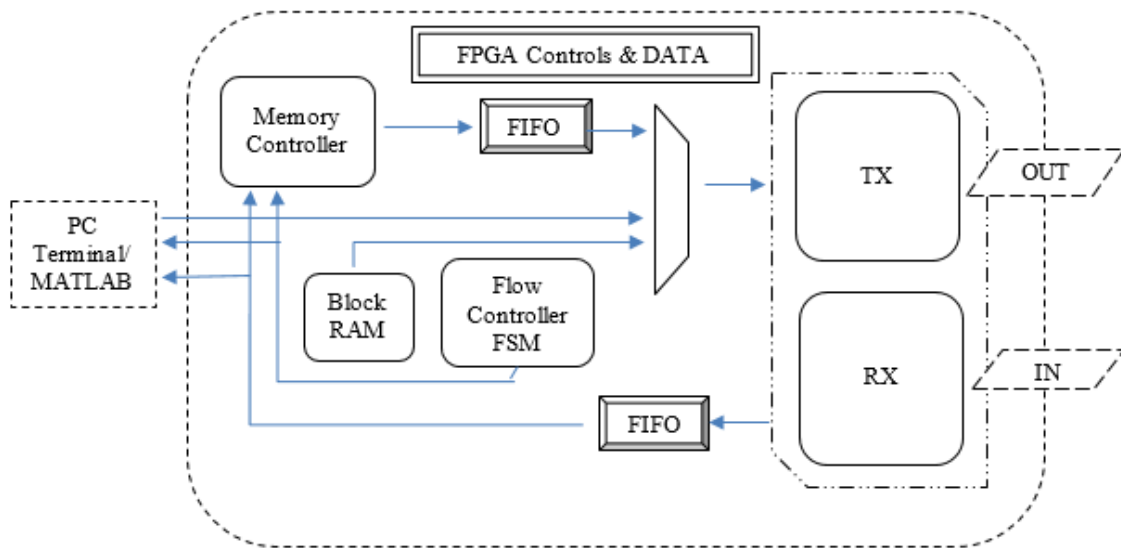 FPGA Controls & DATA
Memory
Controller
FIFO
TX
OUT
PC
Terminal/
MATLAB
Block
RAM
Flow
Controller
FSM
RX
IN
FIFO